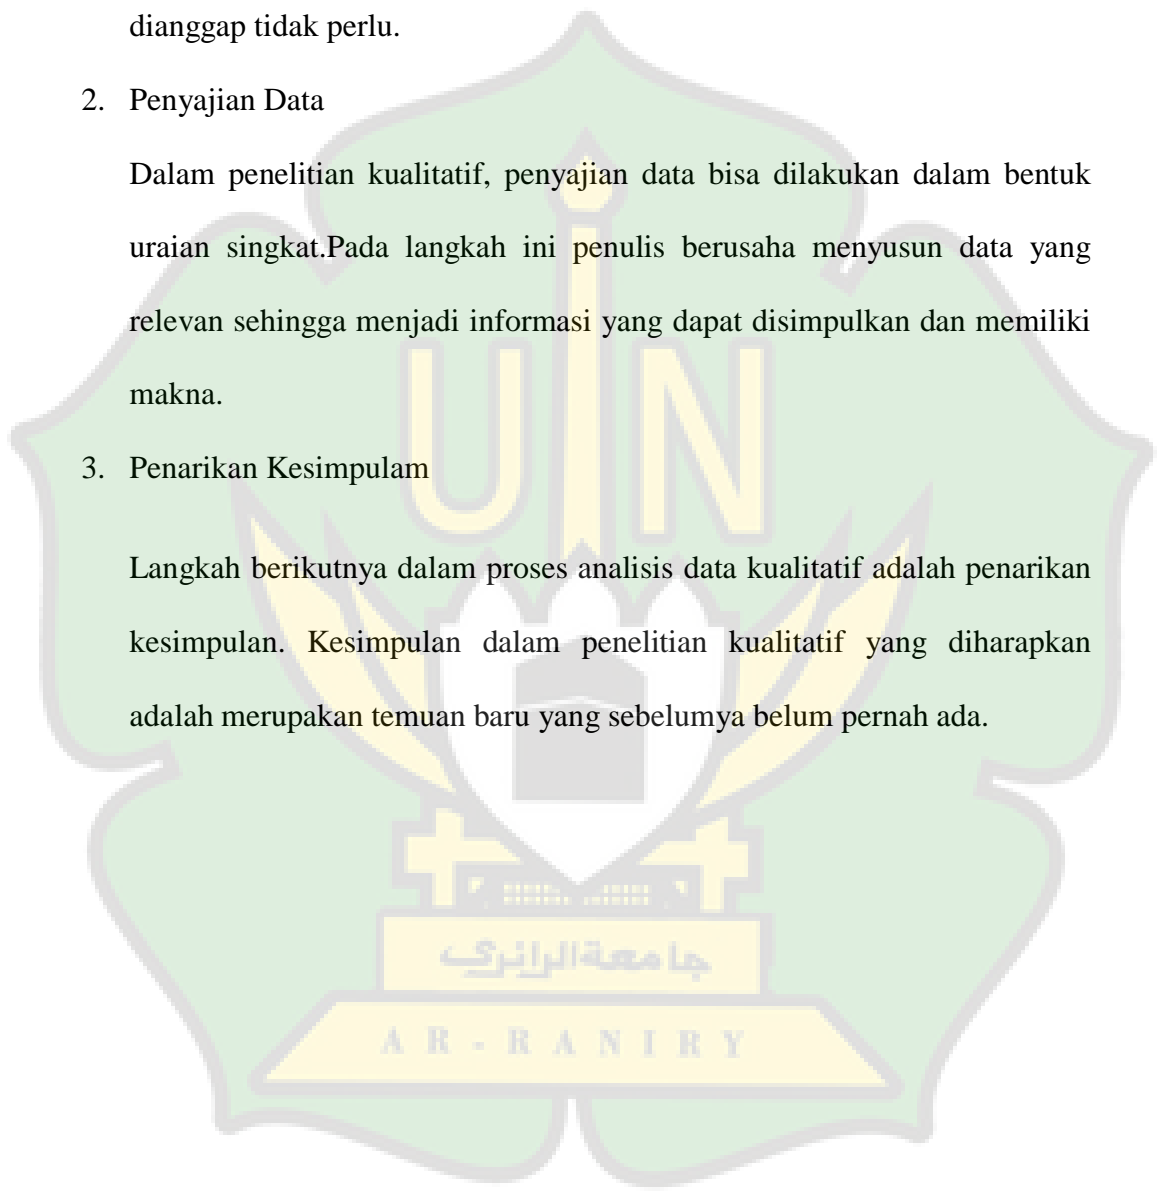 dianggap tidak perlu.
2. Penyajian Data
Dalam penelitian kualitatif, penyajian data bisa dilakukan dalam bentuk
uraian singkat.Pada langkah ini penulis berusaha menyusun data yang
relevan sehingga menjadi informasi yang dapat disimpulkan dan memiliki
makna.
UIN
3. Penarikan Kesimpulam
Langkah berikutnya dalam proses analisis data kualitatif adalah penarikan
kesimpulan. Kesimpulan dalam penelitian kualitatif yang diharapkan
adalah merupakan temuan baru yang sebelumya belum pernah ada.
جامعة الرانري
AR-RANIRY